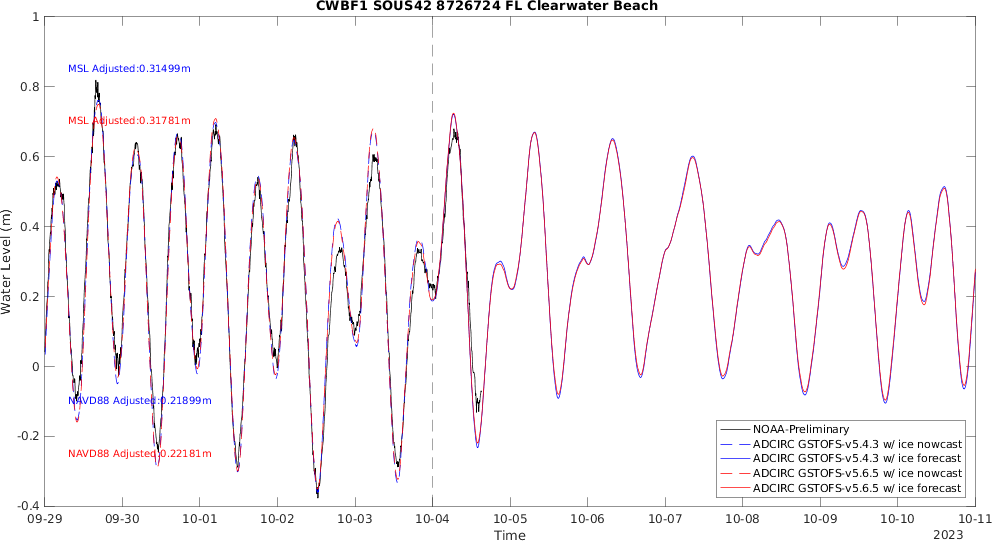 CWBF1 SOUS42 8726724 FL Clearwater Beach
1
0.8
0.6
0.4
0.2
0
-0.2
-0.4
Water Level (m)
MSL Adjusted:0.31499m
MSL Adjusted:0.31781m
NAVD88 Adjusted:0.21899m
NAVD88 Adjusted:0.22181m
NOAA-Preliminary
ADCIRC GSTOFS-v5.4.3 w/ ice nowcast
ADCIRC GSTOFS-v5.4.3 w/ ice forecast
ADCIRC GSTOFS-v5.6.5 w/ ice nowcast
ADCIRC GSTOFS-v5.6.5 w/ ice forecast
09-29 09-30 10-01 10-02 10-03 10-04 10-05 10-06 10-07 10-08 10-09 10-10 10-11
Time
2023